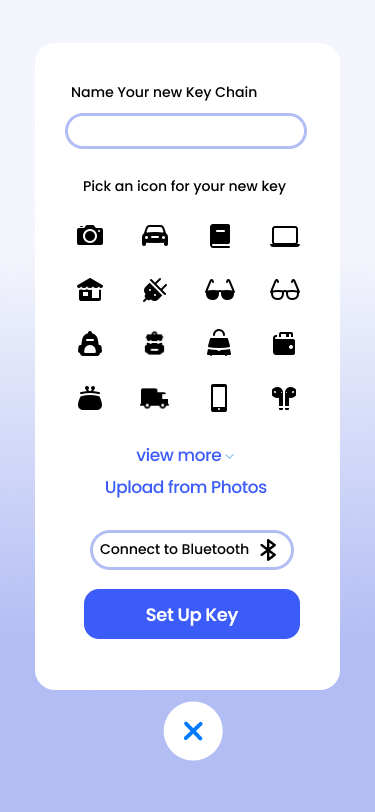 Name Your new Key Chain
Pick an icon for your new key
view more
Upload from Photos
Connect to Bluetooth
Set Up Key